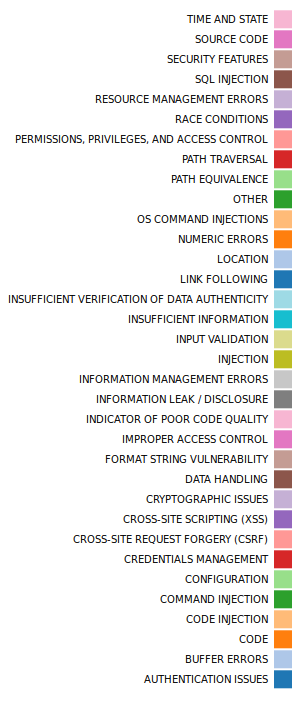 TIME AND STATE
SOURCE CODE
SECURITY FEATURES
SQL INJECTION
RESOURCE MANAGEMENT ERRORS
RACE CONDITIONS
PERMISSIONS, PRIVILEGES, AND ACCESS CONTROL
PATH TRAVERSAL
PATH EQUIVALENCE
OTHER
OS COMMAND INJECTIONS
NUMERIC ERRORS
LOCATION
LINK FOLLOWING
INSUFFICIENT VERIFICATION OF DATA AUTHENTICITY
INSUFFICIENT INFORMATION
INPUT VALIDATION
INJECTION
INFORMATION MANAGEMENT ERRORS
INFORMATION LEAK / DISCLOSURE
INDICATOR OF POOR CODE QUALITY
IMPROPER ACCESS CONTROL
FORMAT STRING VULNERABILITY
DATA HANDLING
CRYPTOGRAPHIC ISSUES
CROSS-SITE SCRIPTING (XSS)
CROSS-SITE REQUEST FORGERY (CSRF)
CREDENTIALS MANAGEMENT
CONFIGURATION
COMMAND INJECTION
CODE INJECTION
CODE
BUFFER ERRORS
AUTHENTICATION ISSUES